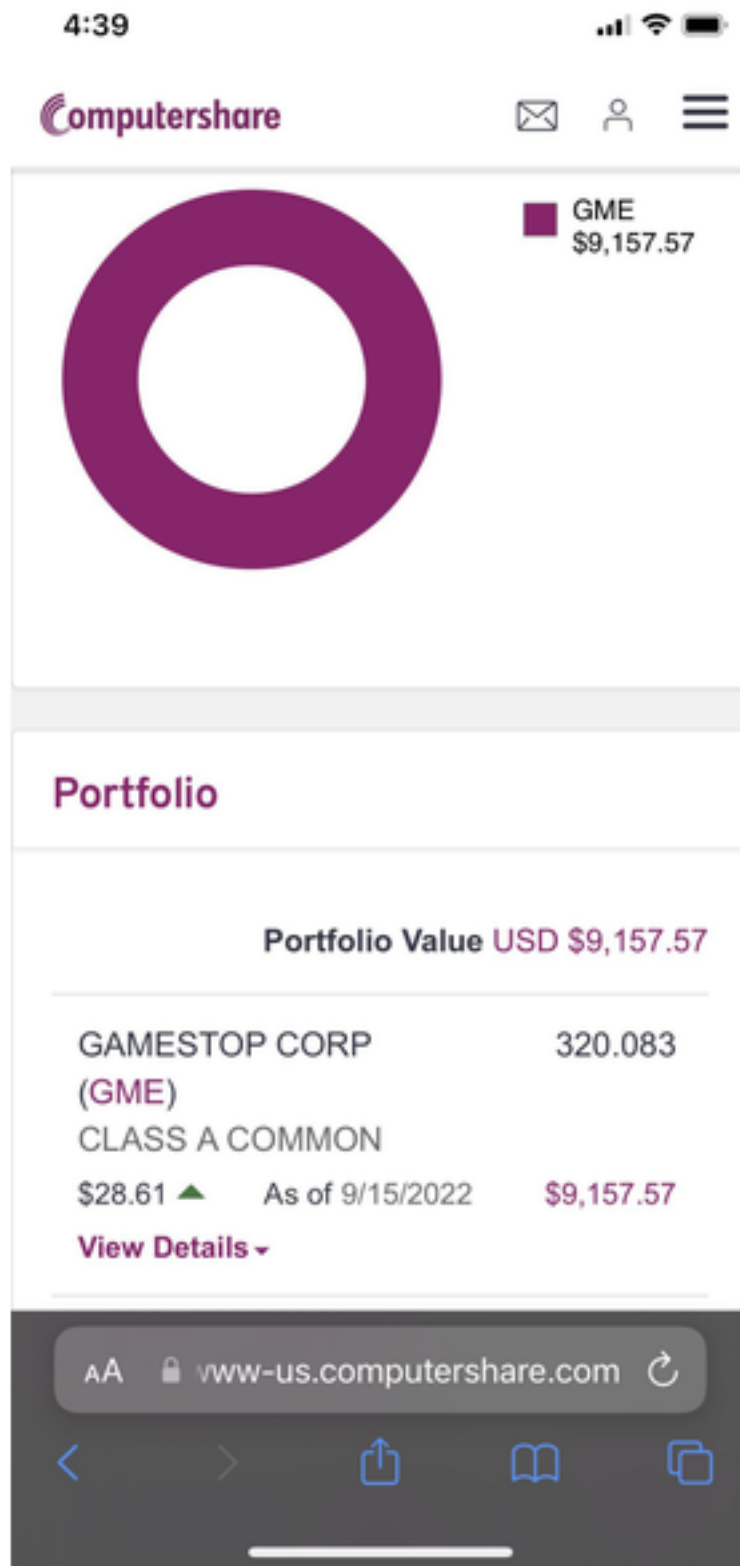 4:39
Computershare
GME
$9,157.57
Portfolio
Portfolio Value USD $9,157.57
GAMESTOP CORP 320.083
(GME)
CLASS A COMMON
$28.61 As of 9/15/2022 $9,157.57
View Details
AA www-us.computershare.com